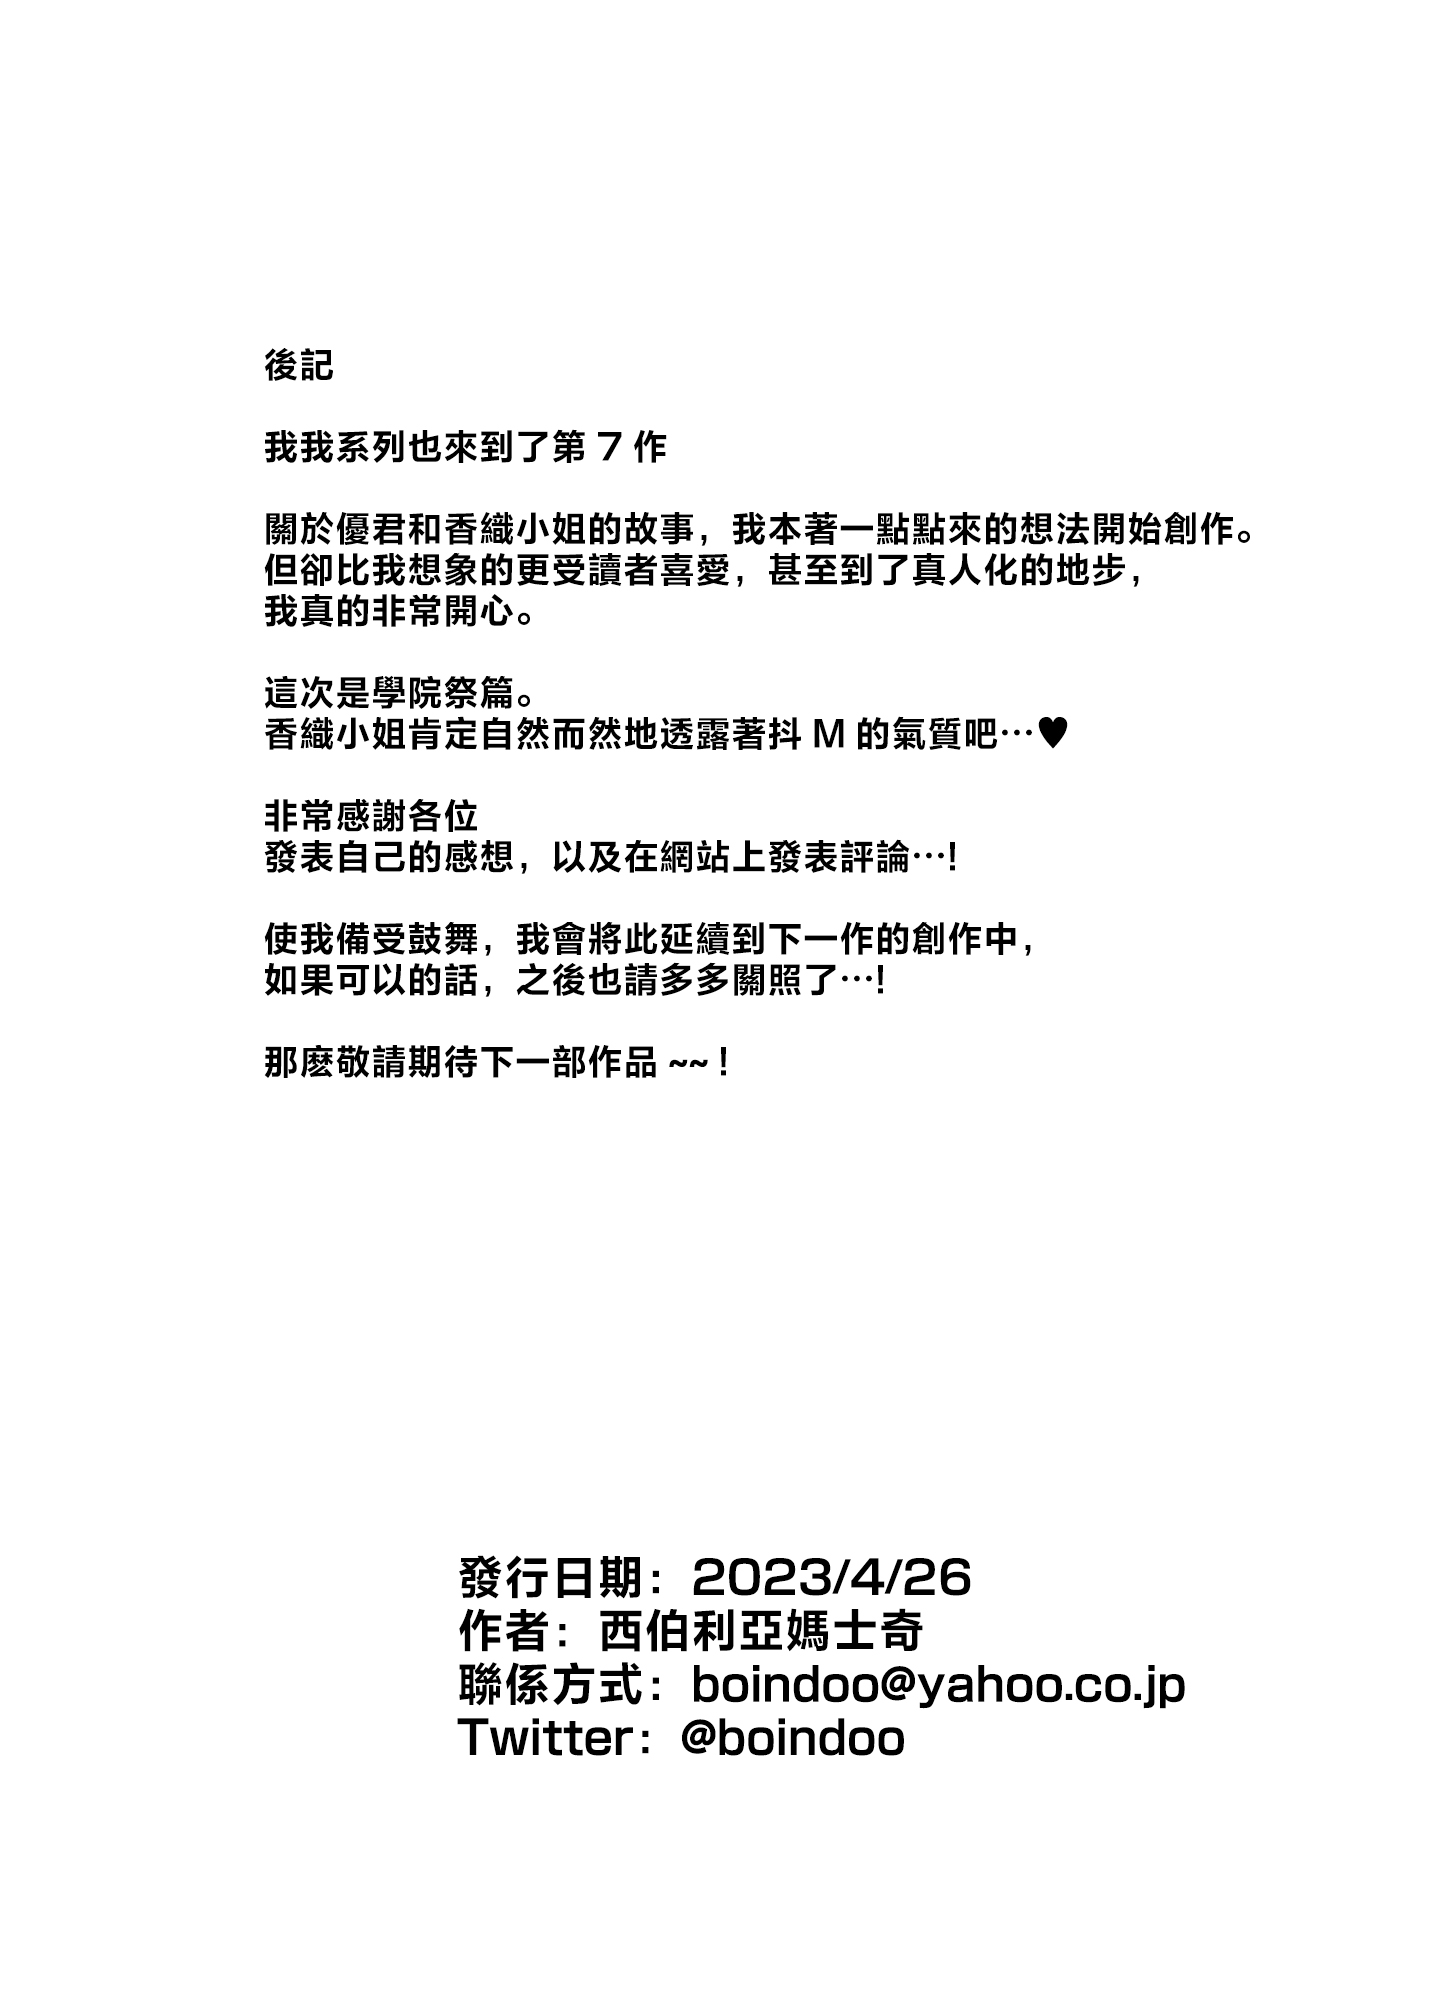 後記
我我系列也來到了第 7 作
關於優君和香織小姐的故事，我本著一點點來的想法開始創作。
但卻比我想象的更受讀者喜愛，甚至到了真人化的地步，
我真的非常開心。
這次是學院祭篇。
香織小姐肯定自然而然地透露著抖 M 的氣質吧…♥
非常感謝各位
發表自己的感想，以及在網站上發表評論…！
使我備受鼓舞，我會將此延續到下一作的創作中，
如果可以的話，之後也請多多關照了…！
那麼敬請期待下一部作品 ~~！
發行日期：2023/4/26
作者：西伯利亞媽士奇
聯係方式：boindoo@yahoo.co.jp
Twitter：@boindoo